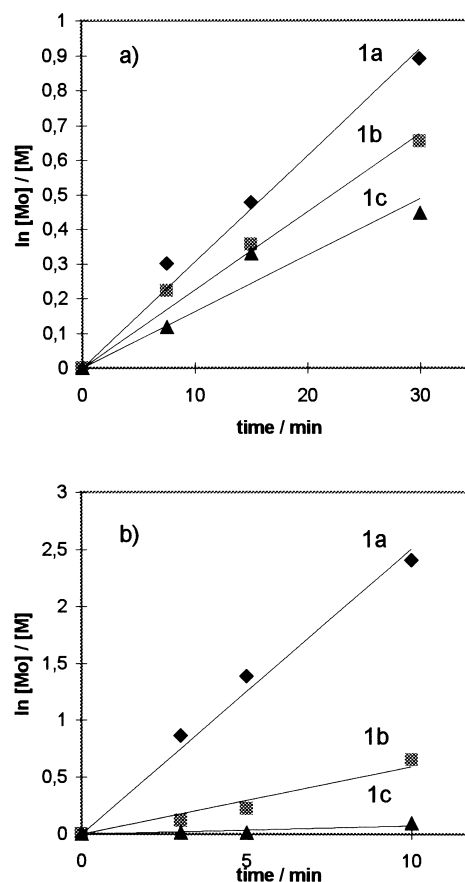 a)
1a
1b
1c
ln [Mo] / [M]
1
0,9
0,8
0,7
0,6
0,5
0,4
0,3
0,2
0,1
0
0 10 20 30
time / min
b)
1a
1b
1c
ln [Mo] / [M]
3
2,5
2
1,5
1
0,5
0
0 5 10
time / min